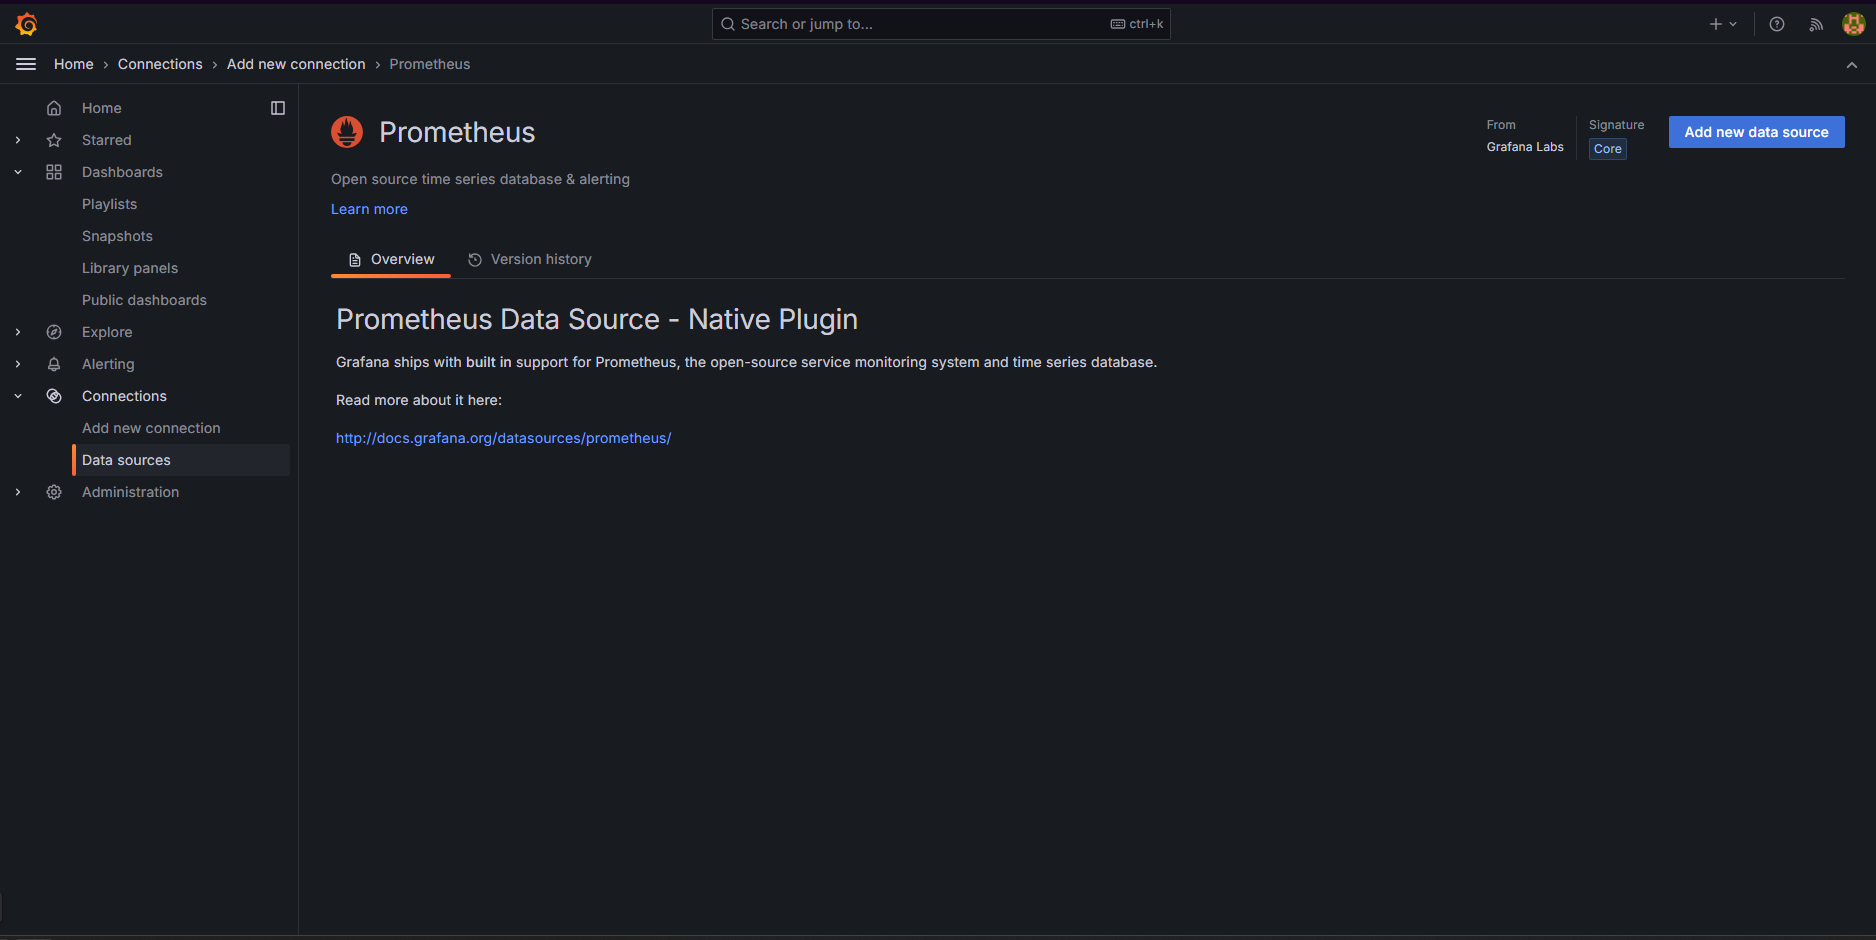 Search or jump to...
ctrl+k
Home › Connections › Add new connection › Prometheus
Home
Starred
Dashboards
Playlists
Snapshots
Library panels
Public dashboards
Explore
Alerting
Connections
Add new connection
Data sources
Administration
Prometheus
From
Grafana Labs
Signature
Core
Add new data source
Open source time series database & alerting
Learn more
Overview
Version history
Prometheus Data Source - Native Plugin
Grafana ships with built in support for Prometheus, the open-source service monitoring system and time series database.
Read more about it here:
http://docs.grafana.org/datasources/prometheus/